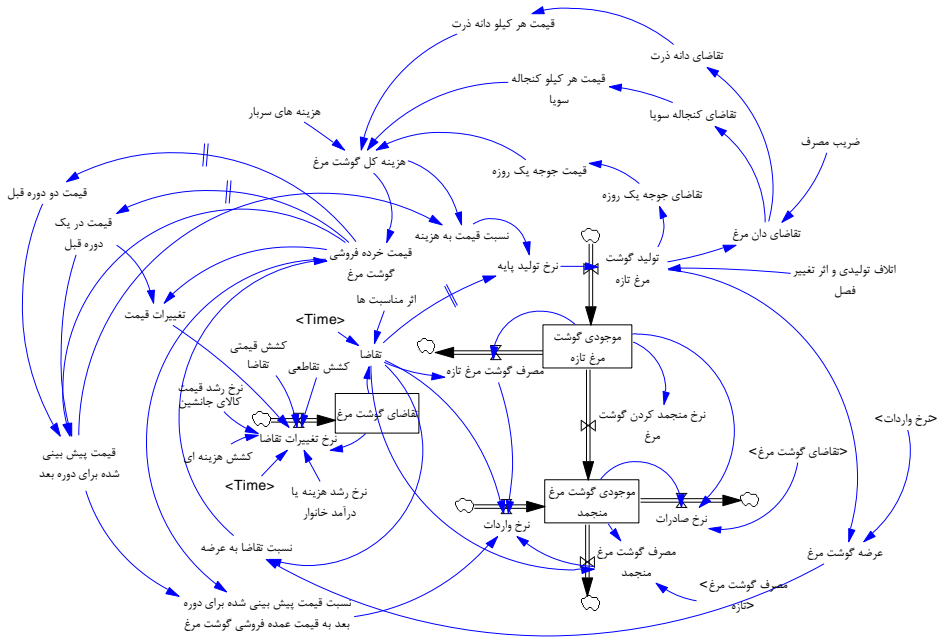 قیمت هر کیلو دانه ذرت
تقاضای دانه ذرت
قیمت هر کیلو کنجاله
سویا
تقاضای کنجاله سویا
هزینه های سربار
ضریب مصرف
هزینه کل گوشت مرغ
قیمت جوجه یک روزه
تقاضای جوجه یک روزه
قیمت دو دوره قبل
قیمت در یک
دوره قبل
نسبت قیمت به هزینه
تقاضای دان مرغ
قیمت خرده فروشی
گوشت مرغ
نرخ تولید پایه
تولید گوشت
مرغ تازه
اتلاف تولیدی و اثر تغییر
فصل
اثر مناسبت ها
تغییرات قیمت
<Time>
تقاضا
کشش قیمتی
تقاضا
کشش تقاطعی
مصرف گوشت مرغ تازه
موجودی گوشت
مرغ تازه
نرخ رشد قیمت
کالای جانشین
تقاضای گوشت مرغ
نرخ تغییرات تقاضا
نرخ منجمد کردن گوشت
مرغ
<نرخ واردات>
کشش هزینه ای
قیمت پیش بینی
شده برای دوره بعد
<Time>
نرخ رشد هزینه یا
درآمد خانوار
<تقاضای گوشت مرغ>
موجودی گوشت مرغ
منجمد
نرخ واردات
نرخ صادرات
نسبت تقاضا به عرضه
مصرف گوشت مرغ
منجمد
عرضه گوشت مرغ
<مصرف گوشت مرغ
تازه>
نسبت قیمت پیش بینی شده برای دوره
بعد به قیمت عمده فروشی گوشت مرغ